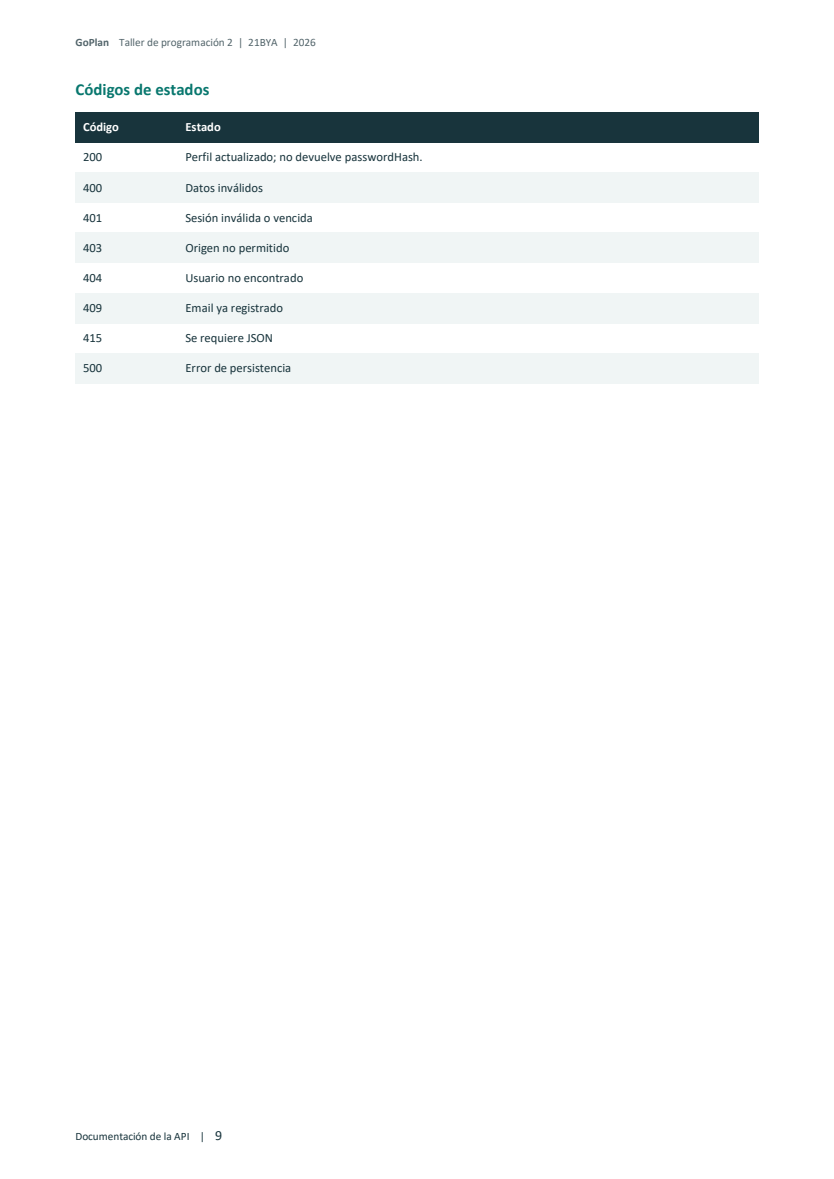 GoPlan Taller de programación 2 | 21BYA | 2026
Códigos de estados
Código Estado
200 Perfil actualizado; no devuelve passwordHash.
400 Datos inválidos
401 Sesión inválida o vencida
403 Origen no permitido
404 Usuario no encontrado
409 Email ya registrado
415 Se requiere JSON
500 Error de persistencia
Documentación de la API | 9